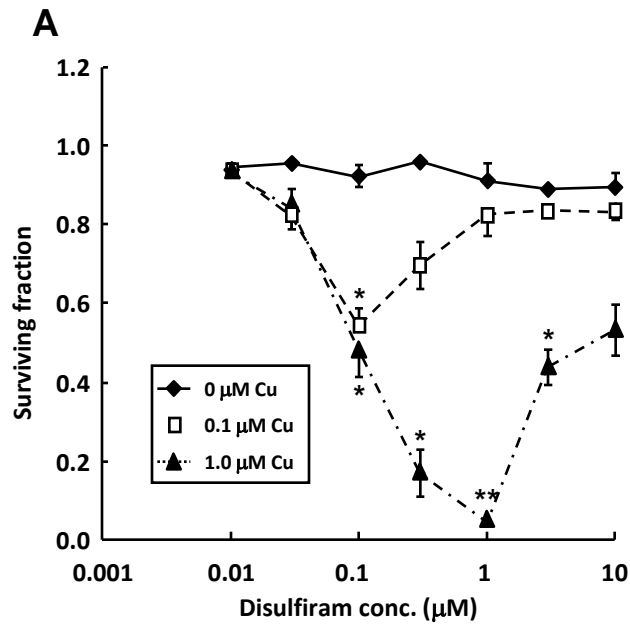 A
1.2
1.0
0.8
0.6
0.4
0.2
0.0
Surviving fraction
*
*
*
**
*
0 μM Cu
0.1 μM Cu
1.0 μM Cu
0.001
0.01
0.1
1
10
Disulfiram conc. (μM)